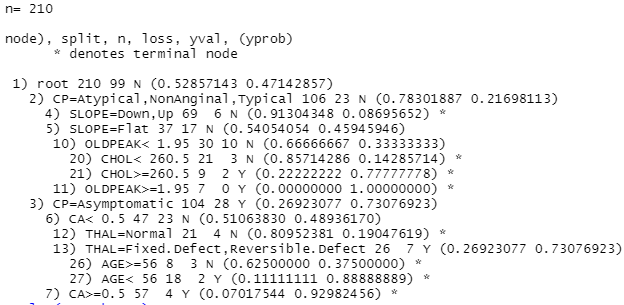 n= 210
node), split, n, loss, yval, (yprob)
* denotes terminal node
1) root 210 99 N (0.52857143 0.47142857)
2) CP=Atypical,NonAnginal,Typical 106 23 N (0.78301887 0.21698113)
4) SLOPE=Down,Up 69 6 N (0.91304348 0.08695652) *
5) SLOPE=Flat 37 17 N (0.54054054 0.45945946)
10) OLDPEAK< 1.95 30 10 N (0.66666667 0.33333333)
20) CHOL< 260.5 21 3 N (0.85714286 0.14285714) *
21) CHOL>=260.5 9 2 Y (0.22222222 0.77777778) *
11) OLDPEAK>=1.95 7 0 Y (0.00000000 1.00000000) *
3) CP=Asymptomatic 104 28 Y (0.26923077 0.73076923)
6) CA< 0.5 47 23 N (0.51063830 0.48936170)
12) THAL=Normal 21 4 N (0.80952381 0.19047619) *
13) THAL=Fixed.Defect,Reversible.Defect 26 7 Y (0.26923077 0.73076923)
26) AGE>=56 8 3 N (0.62500000 0.37500000) *
27) AGE< 56 18 2 Y (0.11111111 0.88888889) *
7) CA>=0.5 57 4 Y (0.07017544 0.92982456) *